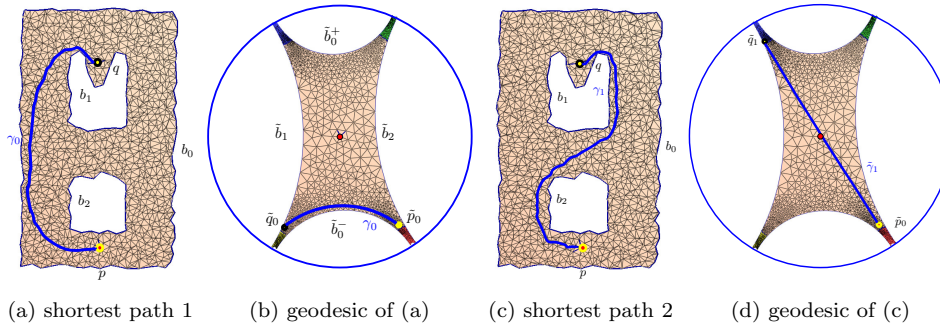 γ₀
b₁
q
b₂
b₀
p
b̃₀⁺
b̃₁
b̃₂
q̃₀
b̃₀⁻
γ₀
p̃₀
b₁
q
γ₁
b₂
b₀
p
q̃₁
γ̃₁
p̃₀
(a) shortest path 1
(b) geodesic of (a)
(c) shortest path 2
(d) geodesic of (c)